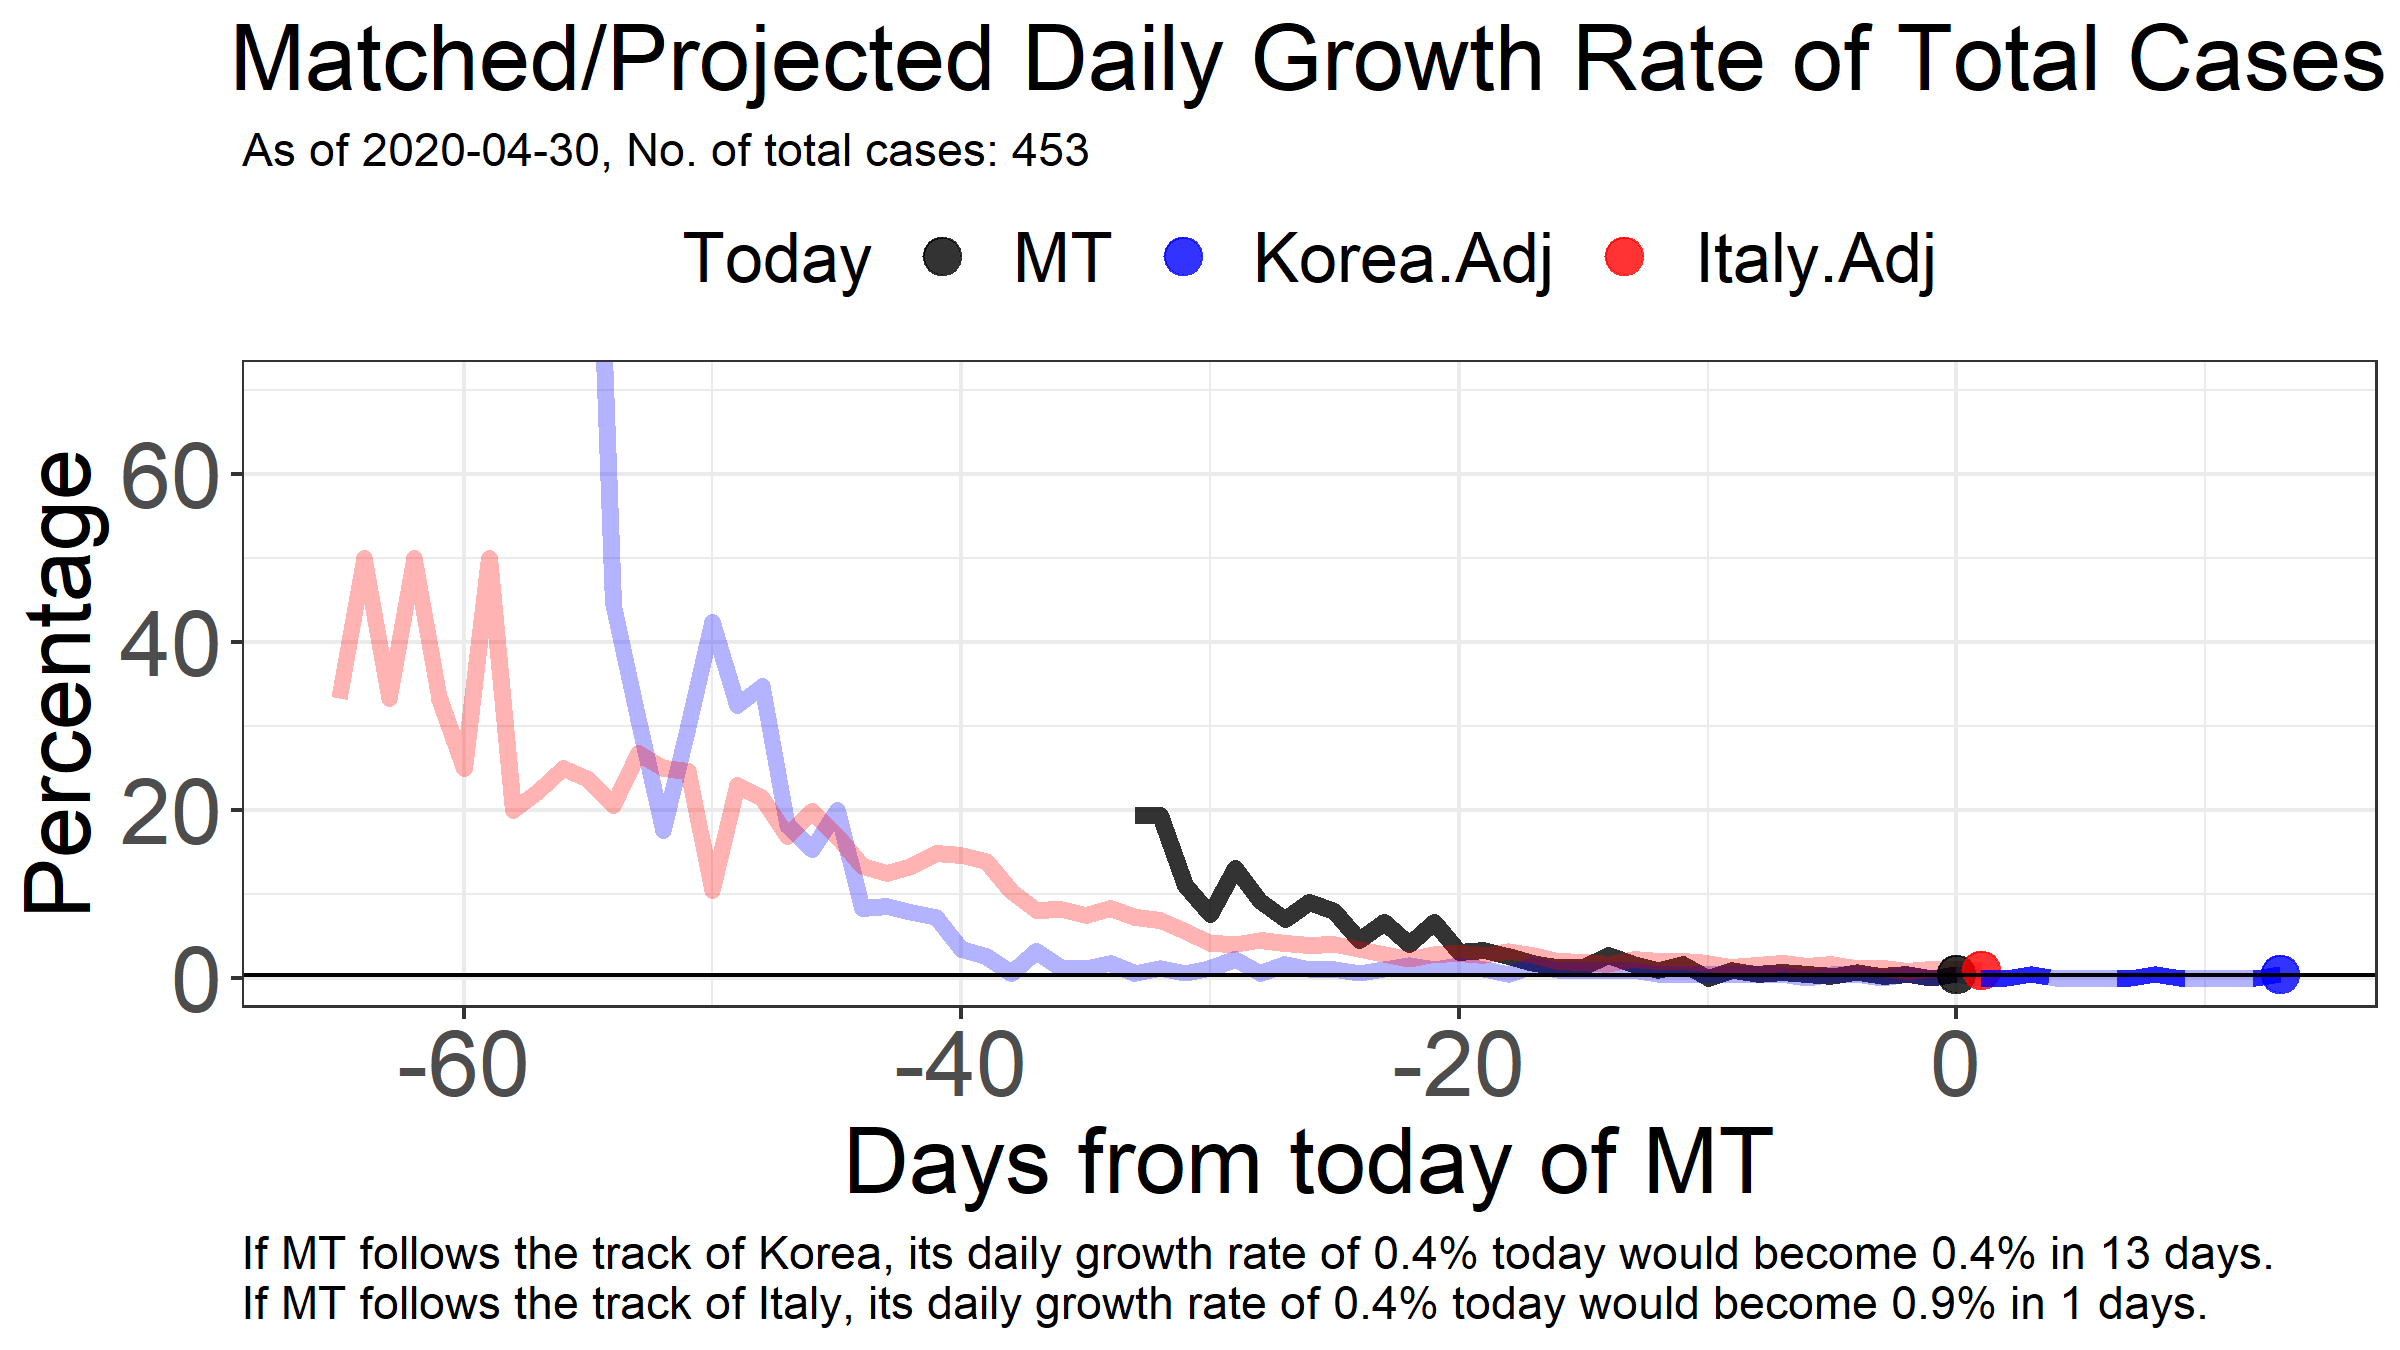 Matched/Projected Daily Growth Rate of Total Cases
As of 2020-04-30, No. of total cases: 453
Today MT Korea.Adj Italy.Adj
Percentage
60
40
20
0
-60 -40 -20 0
Days from today of MT
If MT follows the track of Korea, its daily growth rate of 0.4% today would become 0.4% in 13 days.
If MT follows the track of Italy, its daily growth rate of 0.4% today would become 0.9% in 1 days.